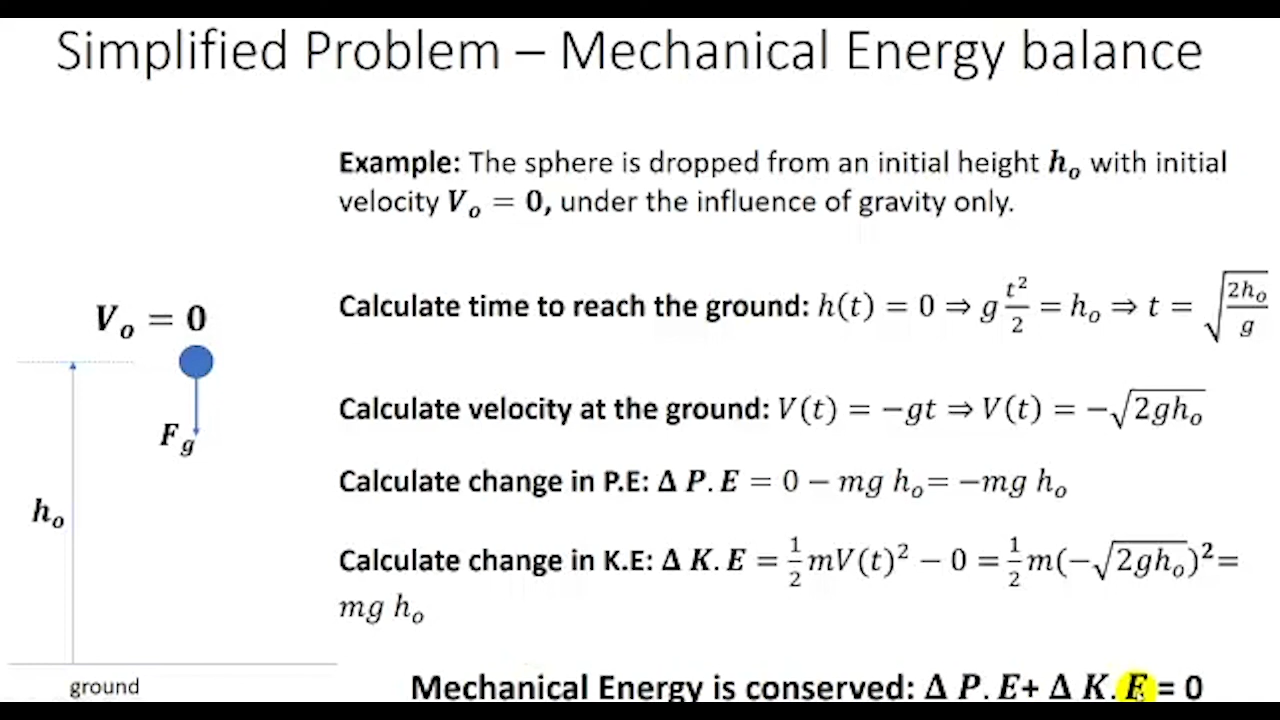 Simplified Problem – Mechanical Energy balance
Example: The sphere is dropped from an initial height hₒ with initial
velocity Vₒ = 0, under the influence of gravity only.
Vₒ = 0
Calculate time to reach the ground: h(t) = 0 ⇒ g t²/2 = hₒ ⇒ t = √(2hₒ/g)
Calculate velocity at the ground: V(t) = −gt ⇒ V(t) = −√2ghₒ
F_g
Calculate change in P.E: Δ P.E = 0 − mg hₒ= −mg hₒ
hₒ
Calculate change in K.E: Δ K.E = ½mV(t)² − 0 = ½m(−√2ghₒ)²=
mg hₒ
ground
Mechanical Energy is conserved: Δ P.E+ Δ K.E = 0